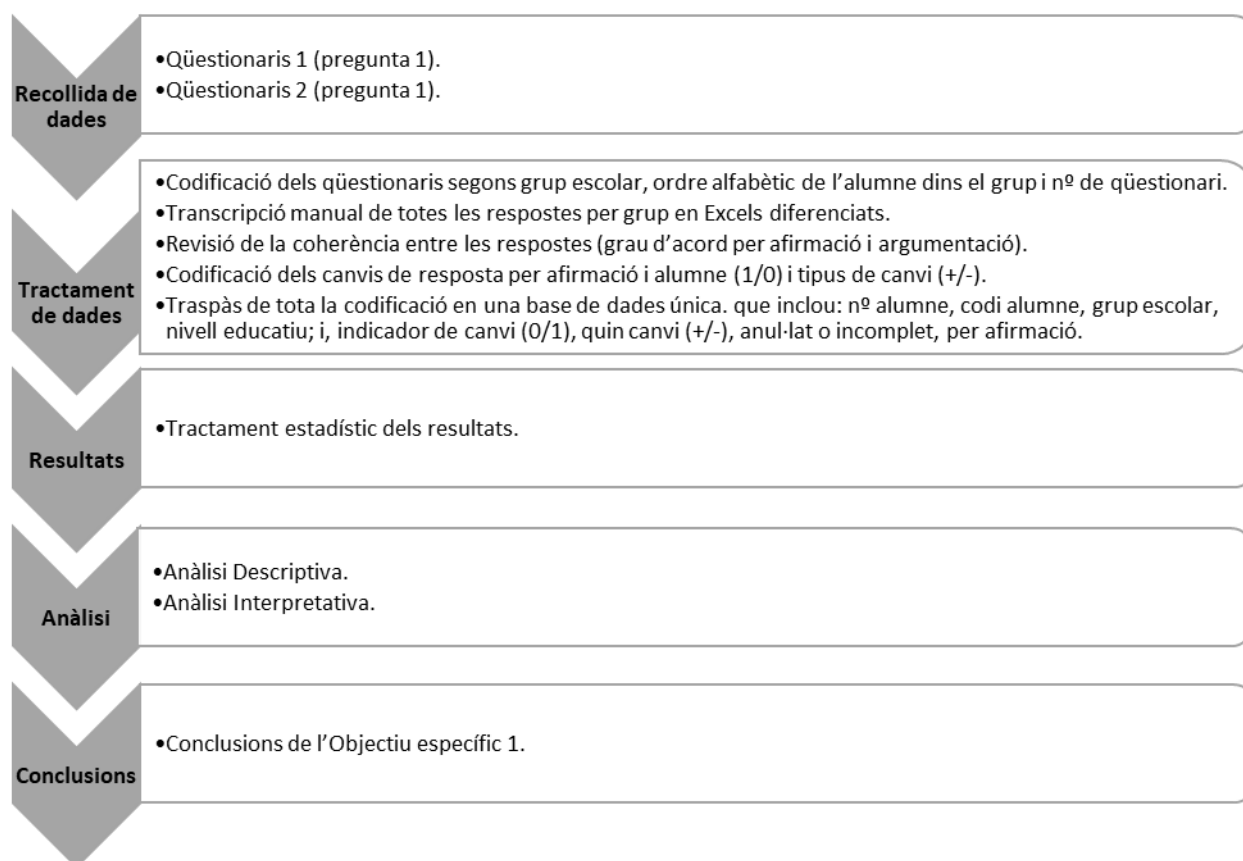 Recollida de
dades
•Qüestionaris 1 (pregunta 1).
•Qüestionaris 2 (pregunta 1).
Tractament
de dades
•Codificació dels qüestionaris segons grup escolar, ordre alfabètic de l’alumne dins el grup i nº de qüestionari.
•Transcripció manual de totes les respostes per grup en Excels diferenciats.
•Revisió de la coherència entre les respostes (grau d’acord per afirmació i argumentació).
•Codificació dels canvis de resposta per afirmació i alumne (1/0) i tipus de canvi (+/-).
•Traspàs de tota la codificació en una base de dades única. que inclou: nº alumne, codi alumne, grup escolar,
nivell educatiu; i, indicador de canvi (0/1), quin canvi (+/-), anul·lat o incomplet, per afirmació.
Resultats
•Tractament estadístic dels resultats.
Anàlisi
•Anàlisi Descriptiva.
•Anàlisi Interpretativa.
Conclusions
•Conclusions de l’Objectiu específic 1.